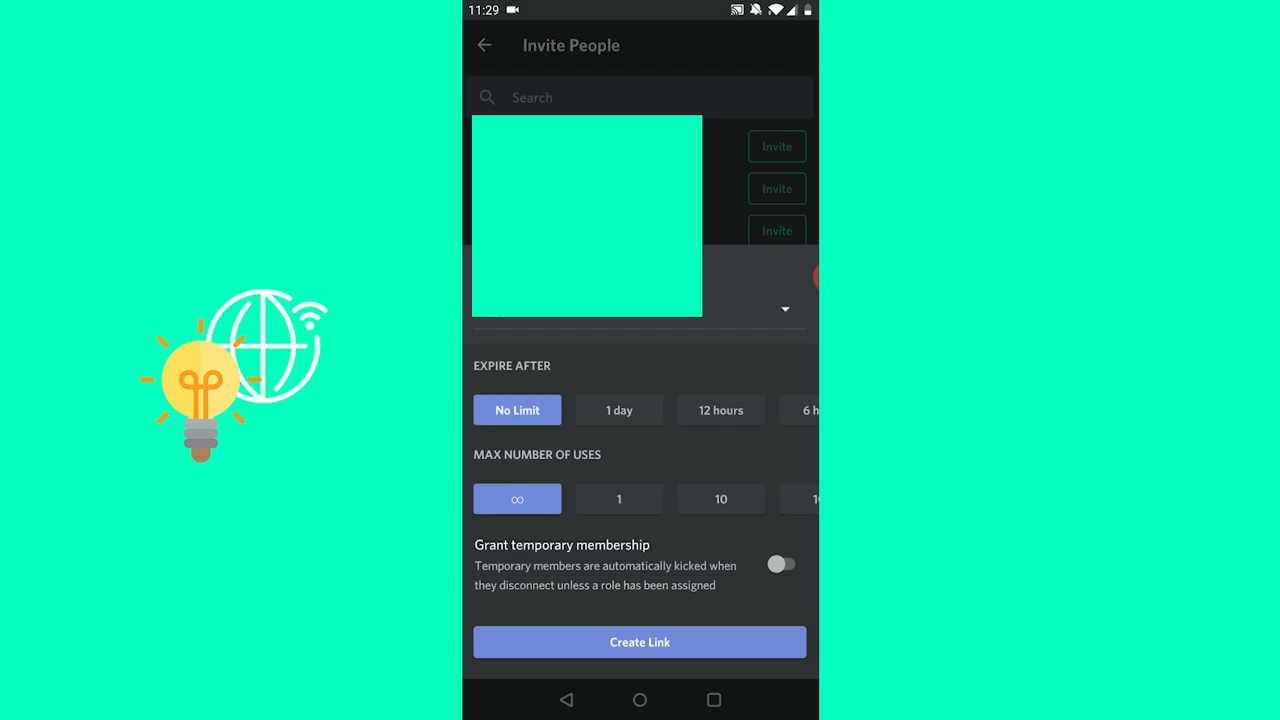 11:29
Invite People
Search
Invite
Invite
Invite
EXPIRE AFTER
No Limit 1 day 12 hours 6 h
MAX NUMBER OF USES
∞ 1 10
Grant temporary membership
Temporary members are automatically kicked when
they disconnect unless a role has been assigned
Create Link